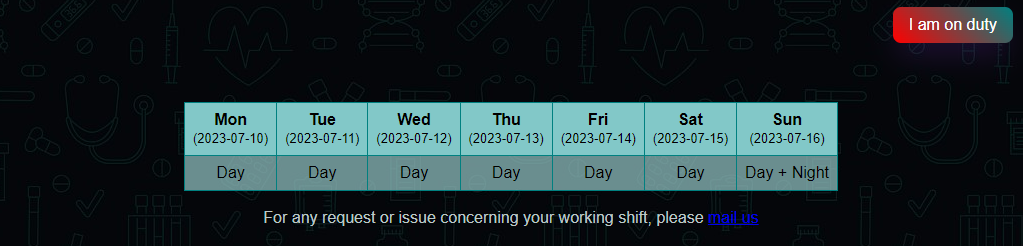 I am on duty
Mon Tue Wed Thu Fri Sat Sun
(2023-07-10) (2023-07-11) (2023-07-12) (2023-07-13) (2023-07-14) (2023-07-15) (2023-07-16)
Day Day Day Day Day Day Day + Night
For any request or issue concerning your working shift, please mail us